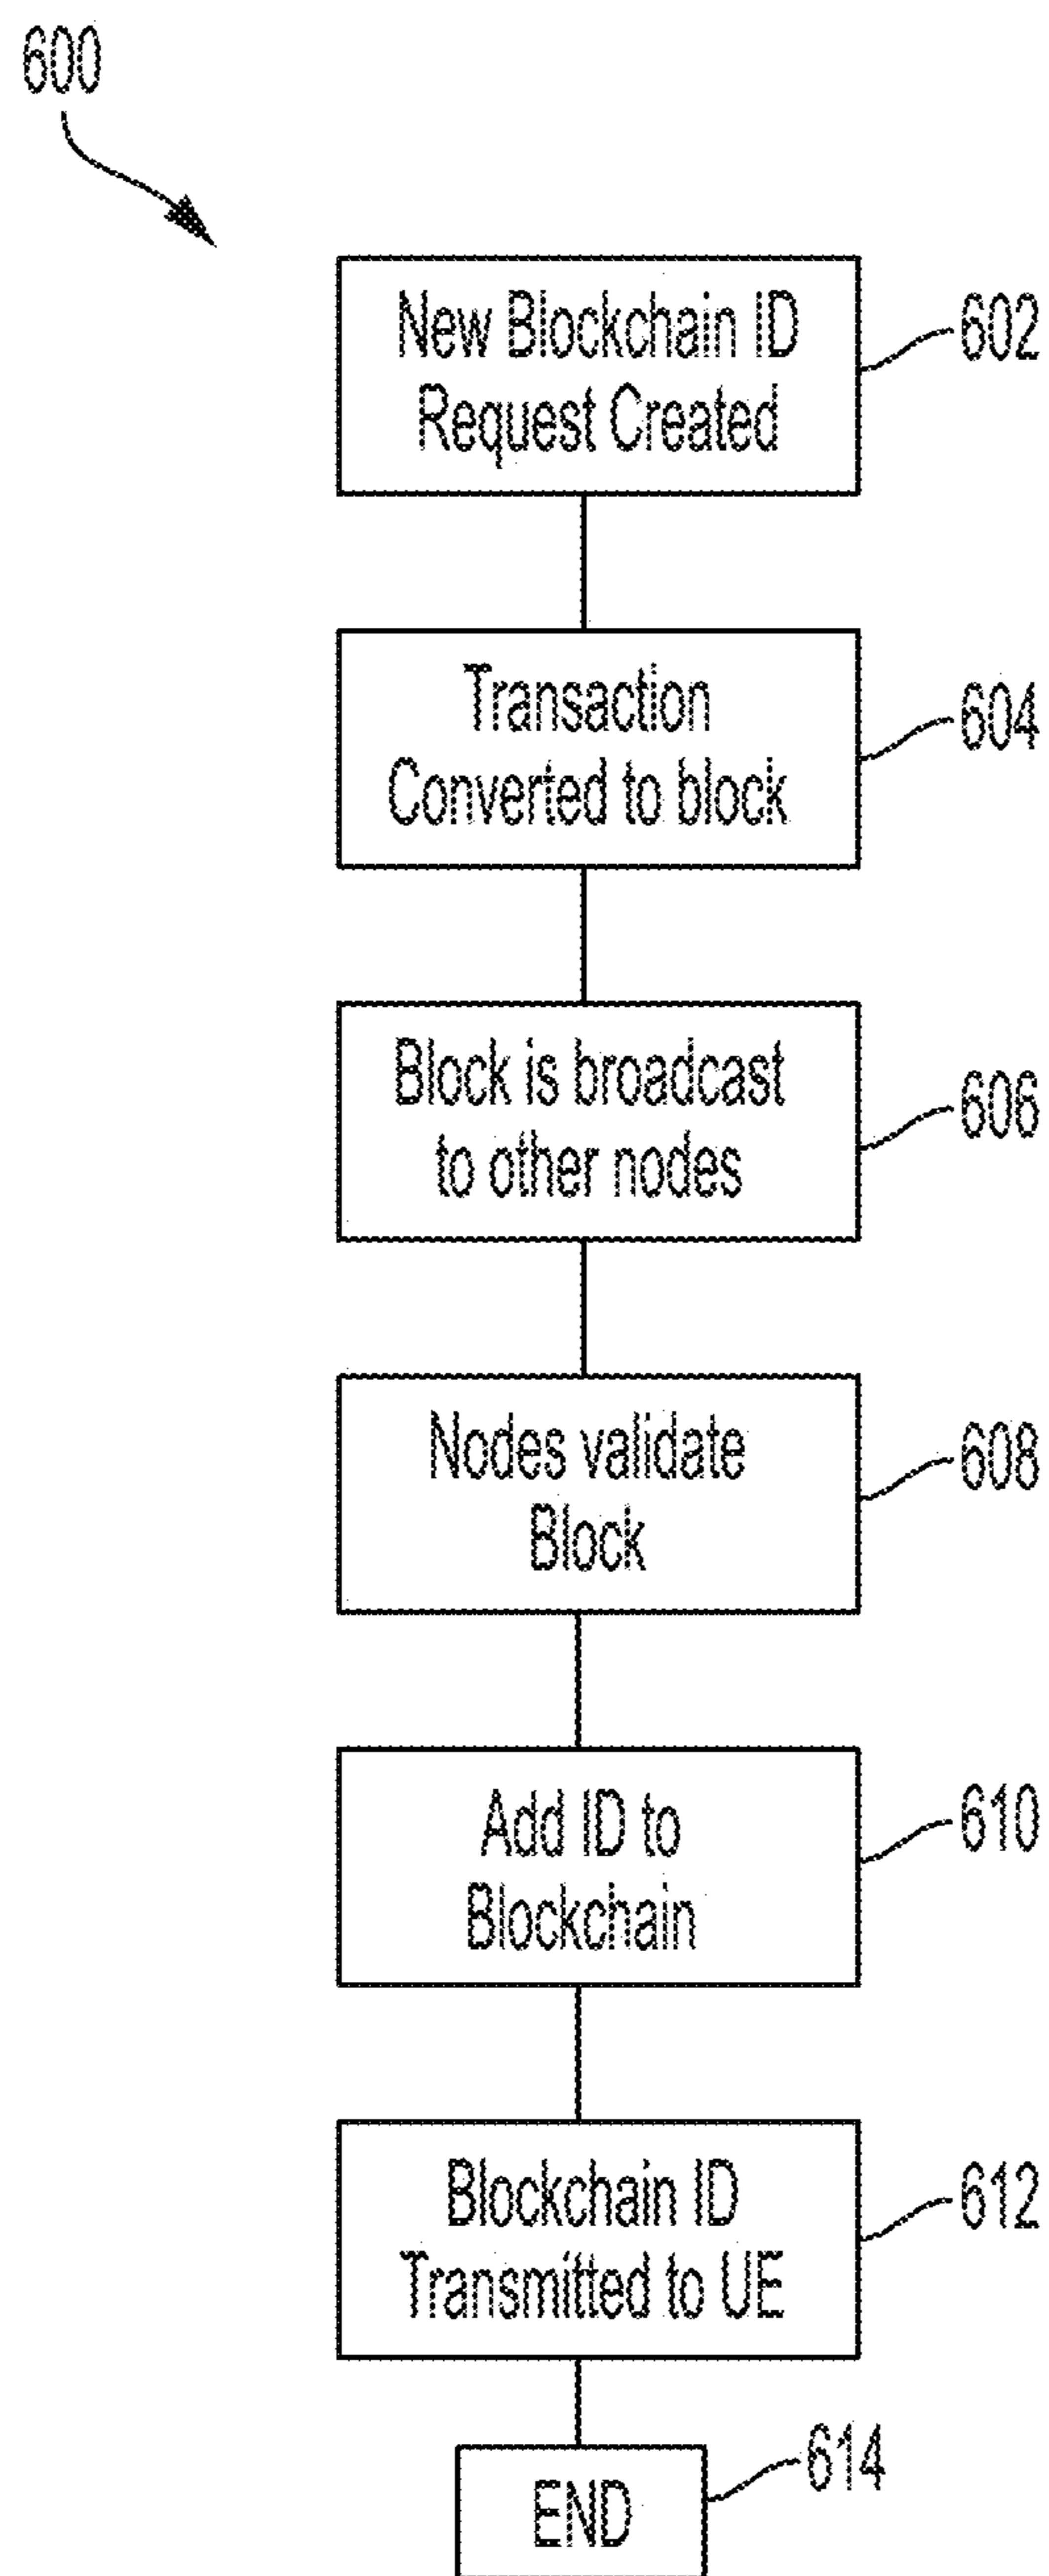 600
New Blockchain ID
Request Created
602
Transaction
Converted to block
604
Block is broadcast
to other nodes
606
Nodes validate
Block
608
Add ID to
Blockchain
610
Blockchain ID
Transmitted to UE
612
END
614